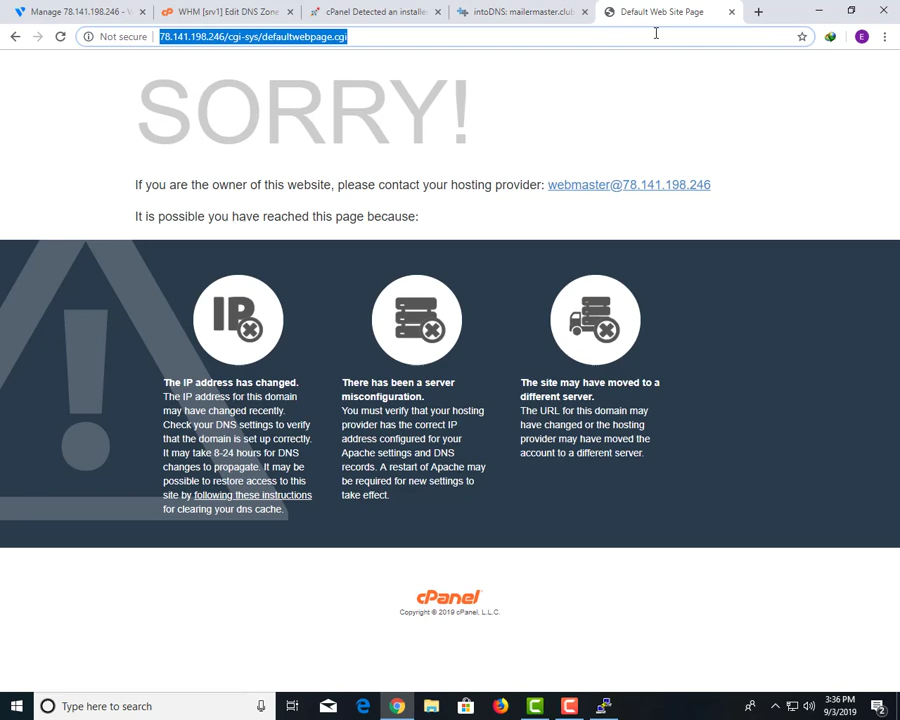 Manage 78.141.198.246 - V
WHM [srv1] Edit DNS Zone
cPanel Detected an installe
intoDNS: mailermaster.club
Default Web Site Page
Not secure
78.141.198.246/cgi-sys/defaultwebpage.cgi
E
SORRY!
If you are the owner of this website, please contact your hosting provider: webmaster@78.141.198.246
It is possible you have reached this page because:
IP
The IP address has changed.
The IP address for this domain
may have changed recently.
Check your DNS settings to verify
that the domain is set up correctly.
It may take 8-24 hours for DNS
changes to propagate. It may be
possible to restore access to this
site by following these instructions
for clearing your dns cache.
There has been a server
misconfiguration.
You must verify that your hosting
provider has the correct IP
address configured for your
Apache settings and DNS
records. A restart of Apache may
be required for new settings to
take effect.
The site may have moved to a
different server.
The URL for this domain may
have changed or the hosting
provider may have moved the
account to a different server.
cPanel
Copyright © 2019 cPanel, L.L.C.
Type here to search
3:36 PM
9/3/2019
2